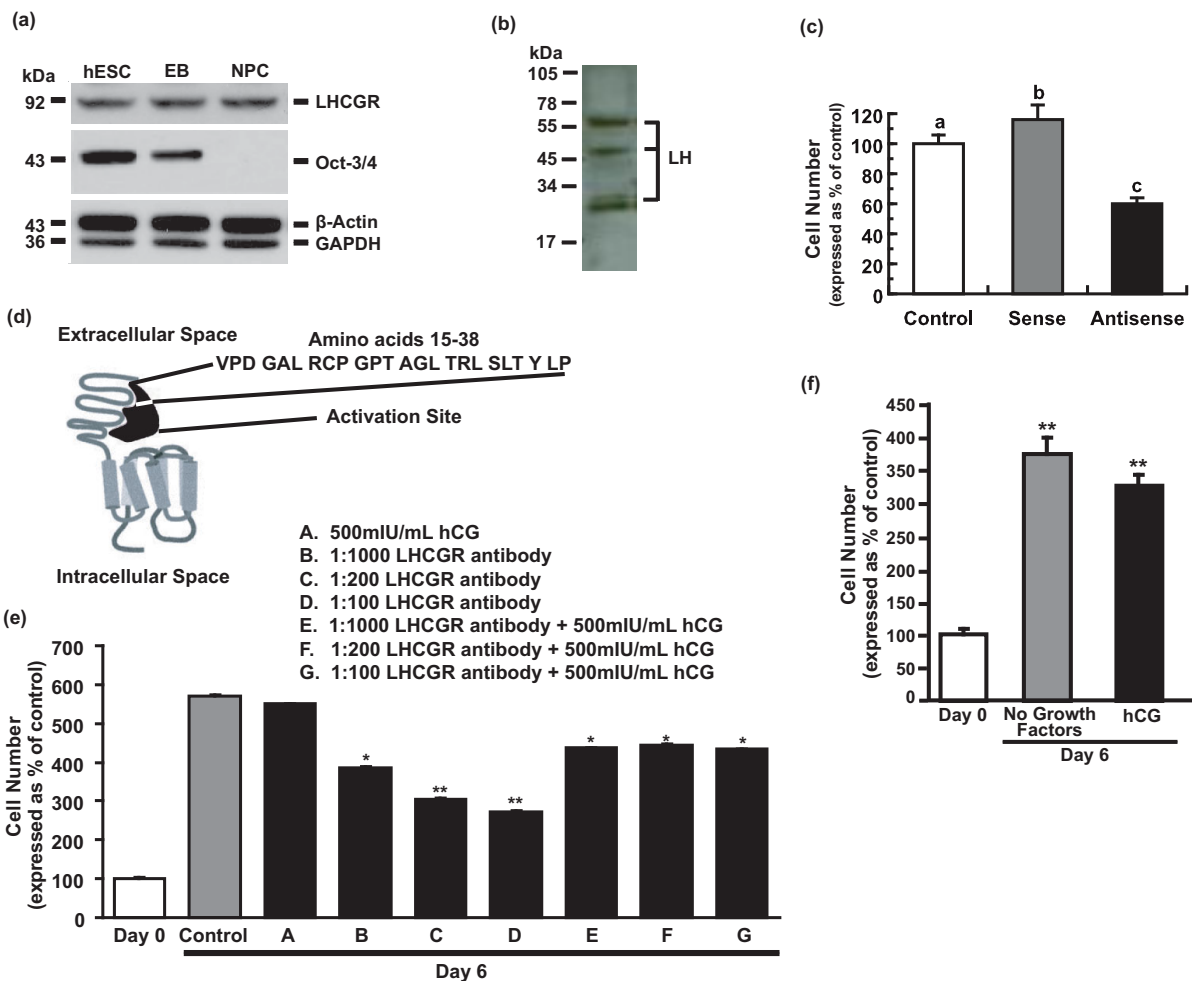 (a)
kDa hESC EB NPC
92 LHCGR
43 Oct-3/4
43 β-Actin
36 GAPDH
(b)
kDa
105
78
55
45
34
17
LH
(c)
Cell Number
(expressed as % of control)
120
100
80
60
40
20
0
a
b
c
Control Sense Antisense
(d)
Extracellular Space
Amino acids 15-38
VPD GAL RCP GPT AGL TRL SLT Y LP
Activation Site
Intracellular Space
A. 500mIU/mL hCG
B. 1:1000 LHCGR antibody
C. 1:200 LHCGR antibody
D. 1:100 LHCGR antibody
E. 1:1000 LHCGR antibody + 500mIU/mL hCG
F. 1:200 LHCGR antibody + 500mIU/mL hCG
G. 1:100 LHCGR antibody + 500mIU/mL hCG
(e)
Cell Number
(expressed as % of control)
700
600
500
400
300
200
100
0
* ** ** * * *
Day 0 Control A B C D E F G
Day 6
(f)
Cell Number
(expressed as % of control)
450
400
350
300
250
200
150
100
50
0
** **
Day 0 No Growth Factors hCG
Day 6